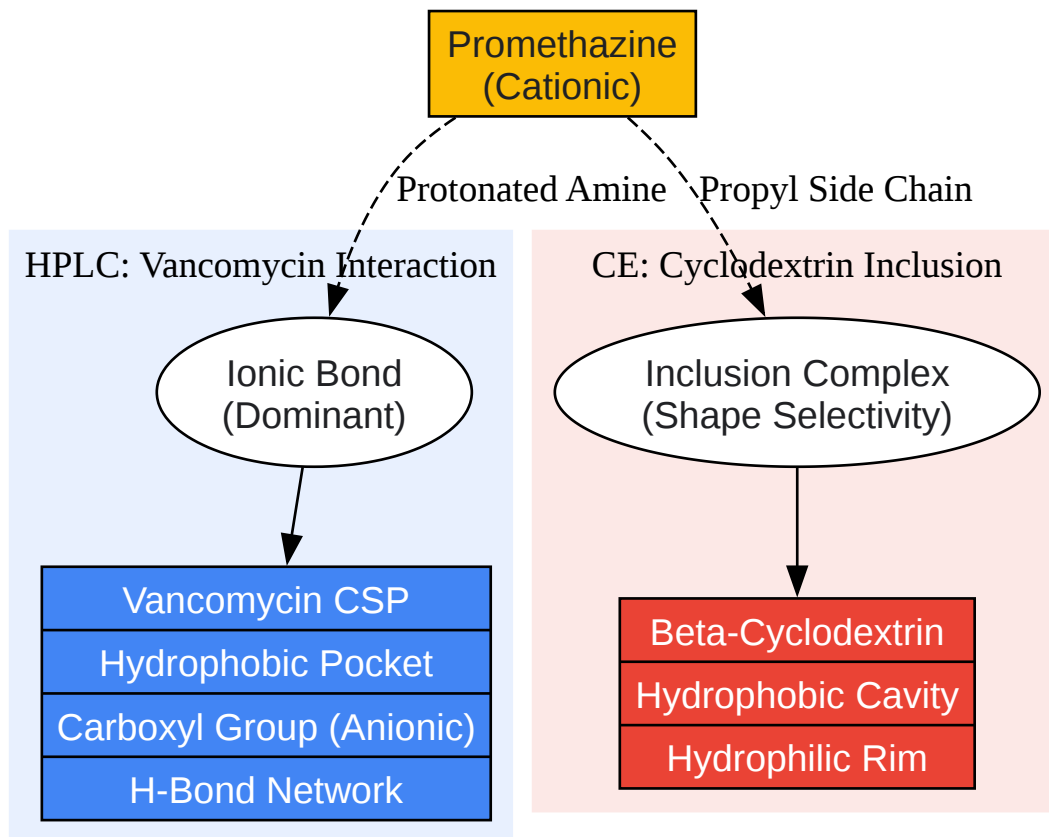 Promethazine
(Cationic)
Protonated Amine
Propyl Side Chain
HPLC: Vancomycin Interaction
CE: Cyclodextrin Inclusion
Ionic Bond
(Dominant)
Inclusion Complex
(Shape Selectivity)
Vancomycin CSP
Hydrophobic Pocket
Carboxyl Group (Anionic)
H-Bond Network
Beta-Cyclodextrin
Hydrophobic Cavity
Hydrophilic Rim